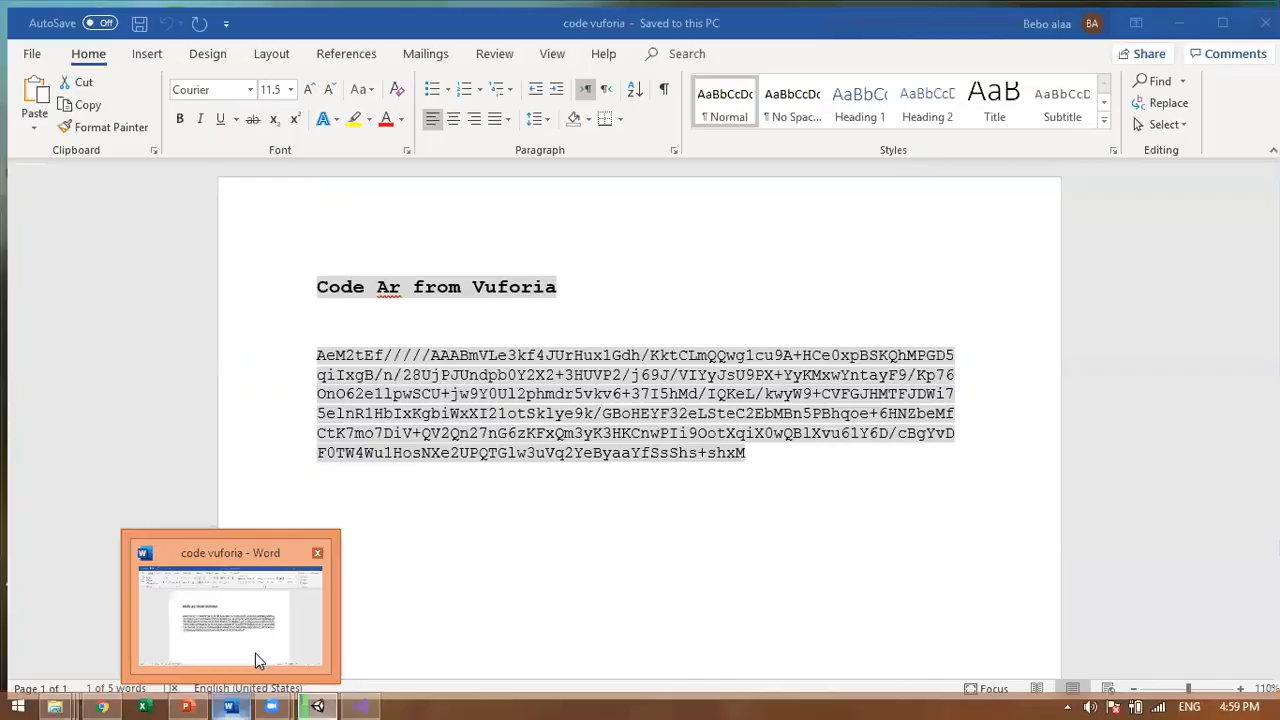 AutoSave Off
code vuforia - Saved to this PC
Bebo alaa BA
File Home Insert Design Layout References Mailings Review View Help Search Share Comments
Paste
Cut
Copy
Format Painter
Clipboard
Courier 11.5
Font
Paragraph
AaBbCcDc AaBbCcDc AaBbCc AaBbCcD AaB AaBbCcD
¶ Normal ¶ No Spac... Heading 1 Heading 2 Title Subtitle
Styles
Find
Replace
Select
Editing
Code Ar from Vuforia
AeM2tEf/////AAABmVLe3kf4JUrHux1Gdh/KktCLmQQwg1cu9A+HCe0xpBSKQhMPGD5
qiIxgB/n/28UjPJUndpb0Y2X2+3HUVP2/j69J/VIYyJsU9PX+YyKMxwYntayF9/Kp76
OnO62e1lpwSCU+jw9Y0Ul2phmdr5vkv6+37I5hMd/IQKeL/kwyW9+CVFGJHMTFJDWi7
5elnR1HbIxKgbiWxXI21otSklye9k/GBoHEYF32eLSteC2EbMBn5PBhqoe+6HNZbeMf
CtK7mo7DiV+QV2Qn27nG6zKFxQm3yK3HKCnwPIi9OotXqiX0wQBlXvu61Y6D/cBgYvD
F0TW4Wu1HosNXe2UPQTGlw3uVq2YeByaaYfSsShs+shxM
code vuforia - Word
Page 1 of 1 1 of 5 words English (United States) Focus 110%
ENG 4:59 PM